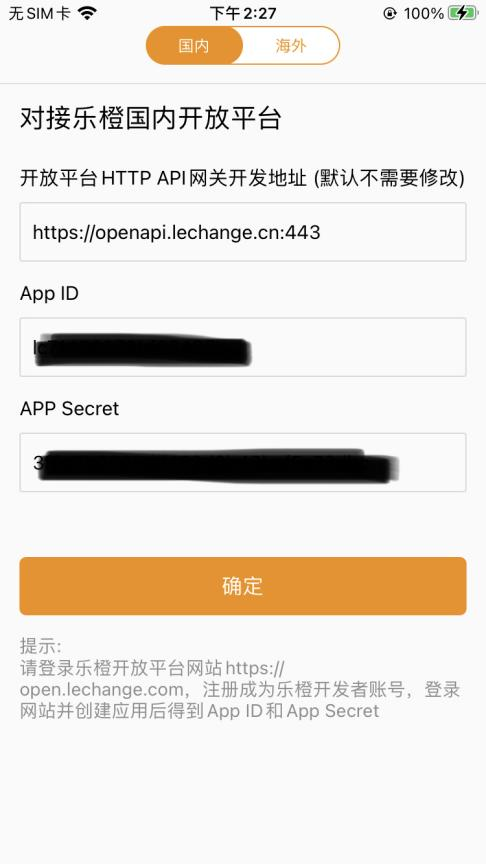 无SIM卡 下午2:27 100%
国内 海外
对接乐橙国内开放平台
开放平台HTTP API网关开发地址 (默认不需要修改)
https://openapi.lechange.cn:443
App ID
APP Secret
3
确定
提示:
请登录乐橙开放平台网站https://
open.lechange.com，注册成为乐橙开发者账号，登录
网站并创建应用后得到App ID和App Secret